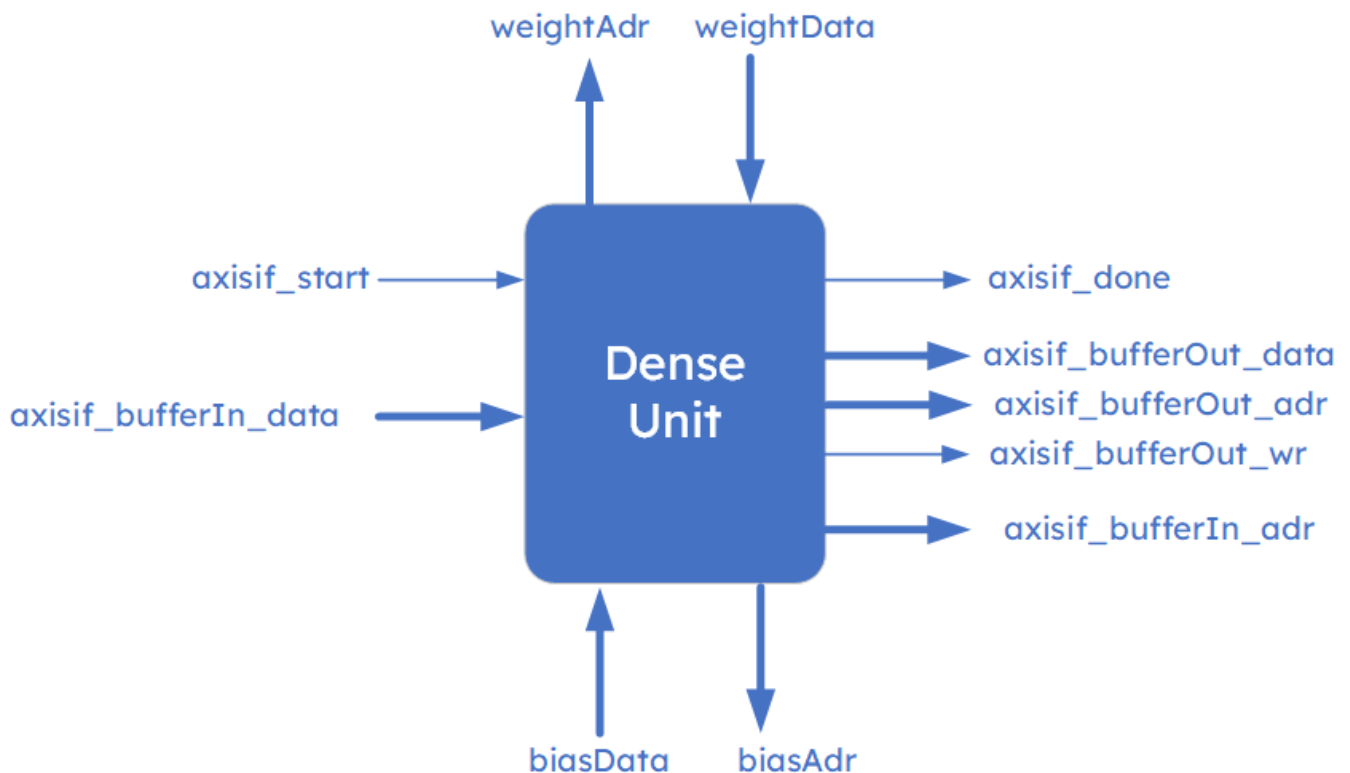 weightAdr weightData
axisif_start
axisif_done
Dense
Unit
axisif_bufferOut_data
axisif_bufferOut_adr
axisif_bufferIn_data
axisif_bufferOut_wr
axisif_bufferIn_adr
biasData biasAdr